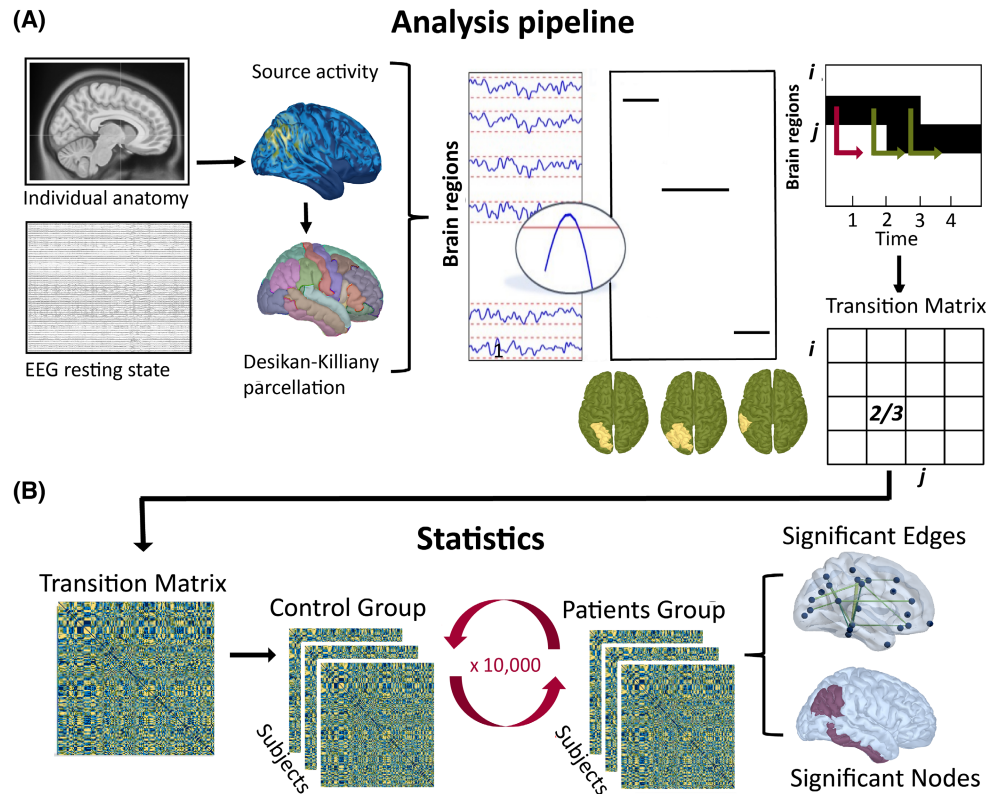 (A)
Analysis pipeline
Individual anatomy
EEG resting state
Source activity
Desikan-Killiany
parcellation
Brain regions
1
Brain regions
i
j
1 2 3 4
Time
Transition Matrix
i
2/3
j
(B)
Statistics
Transition Matrix
Control Group
Subjects
x 10,000
Patients Group
Subjects
Significant Edges
Significant Nodes